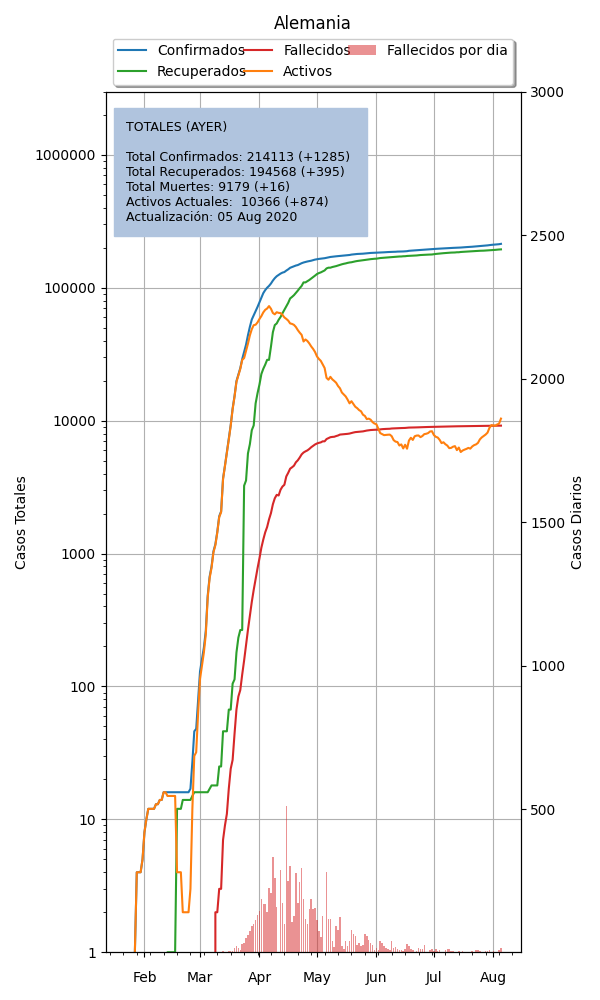 Alemania
Confirmados
Recuperados
Fallecidos
Activos
Fallecidos por dia
TOTALES (AYER)
Total Confirmados: 214113 (+1285)
Total Recuperados: 194568 (+395)
Total Muertes: 9179 (+16)
Activos Actuales:  10366 (+874)
Actualización: 05 Aug 2020
Casos Totales
1000000
100000
10000
1000
100
10
1
Casos Diarios
3000
2500
2000
1500
1000
500
Feb Mar Apr May Jun Jul Aug